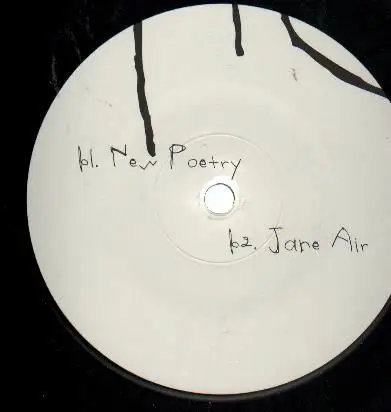 b1. New Poetry
b2. Jane Air